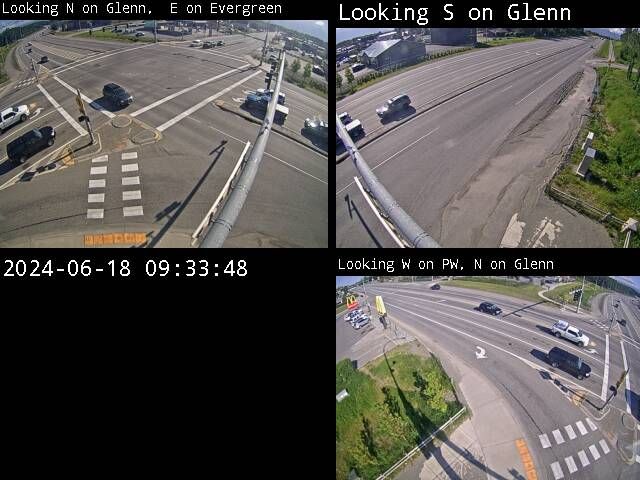 Looking N on Glenn,  E on Evergreen
Looking S on Glenn
2024-06-18 09:33:48
Looking W on PW, N on Glenn